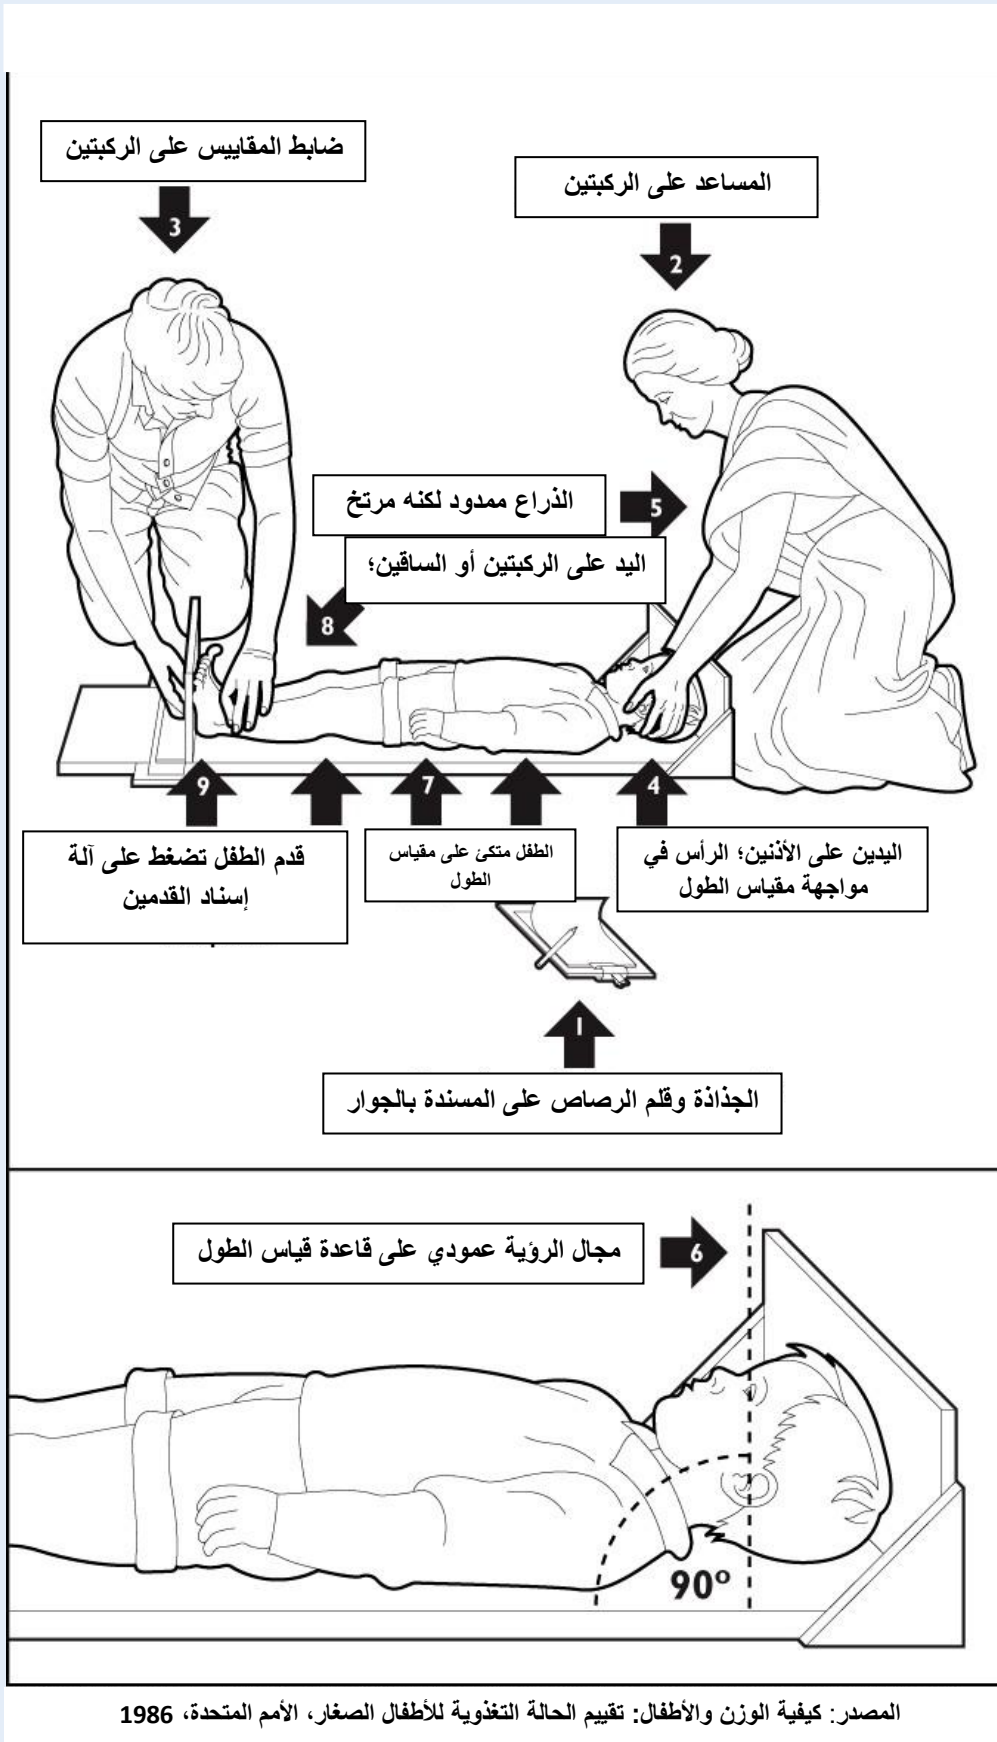 ضابط المقاييس على الركبتين
المساعد على الركبتين
3
2
الذراع ممدود لكنه مرتخ
5
اليد على الركبتين أو الساقين؛
8
9
7
4
قدم الطفل تضغط على آلة
إسناد القدمين
الطفل متكئ على مقياس
الطول
اليدين على الأذنين؛ الرأس في
مواجهة مقياس الطول
1
الجذاذة وقلم الرصاص على المسندة بالجوار
مجال الرؤية عمودي على قاعدة قياس الطول
6
90°
المصدر: كيفية الوزن والأطفال: تقييم الحالة التغذوية للأطفال الصغار، الأمم المتحدة، 1986